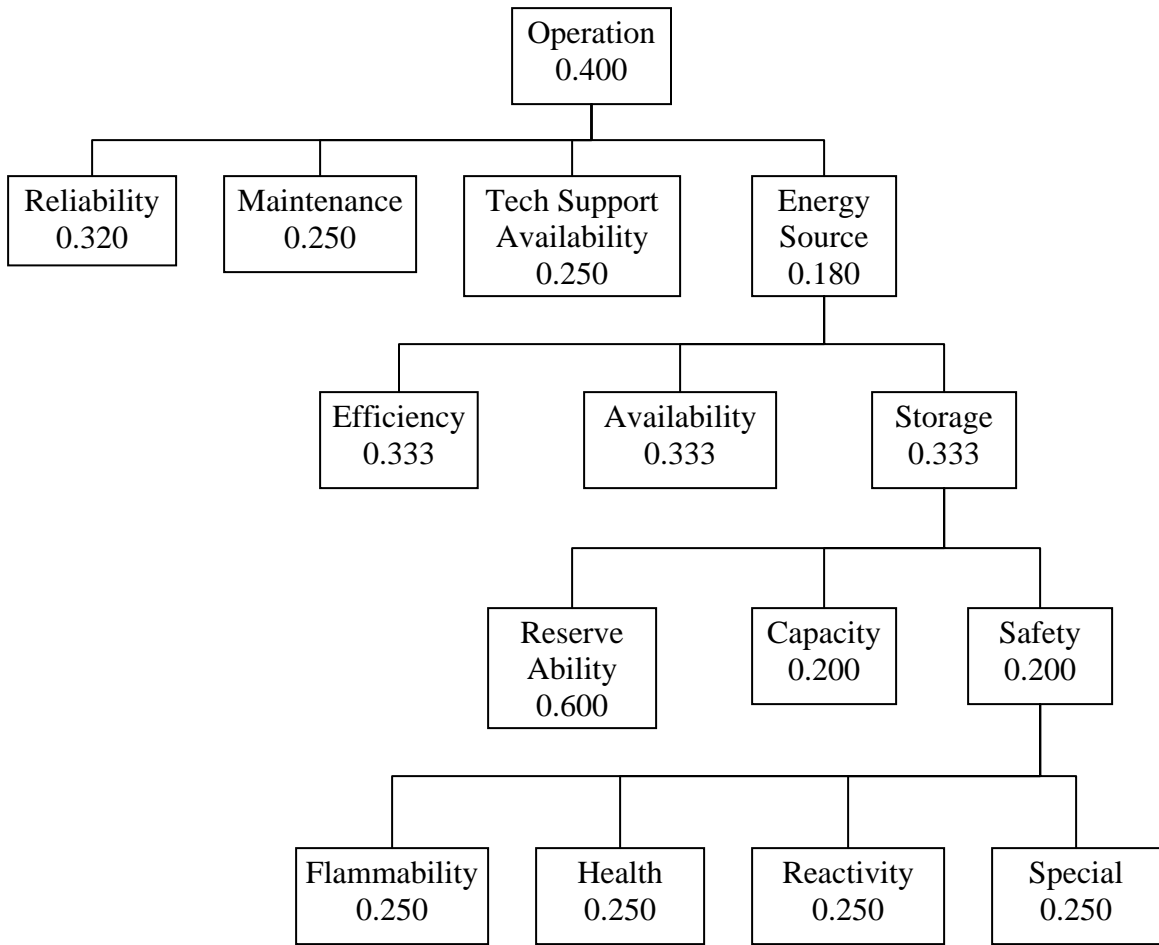 Operation
0.400
Reliability
0.320
Maintenance
0.250
Tech Support
Availability
0.250
Energy
Source
0.180
Efficiency
0.333
Availability
0.333
Storage
0.333
Reserve
Ability
0.600
Capacity
0.200
Safety
0.200
Flammability
0.250
Health
0.250
Reactivity
0.250
Special
0.250